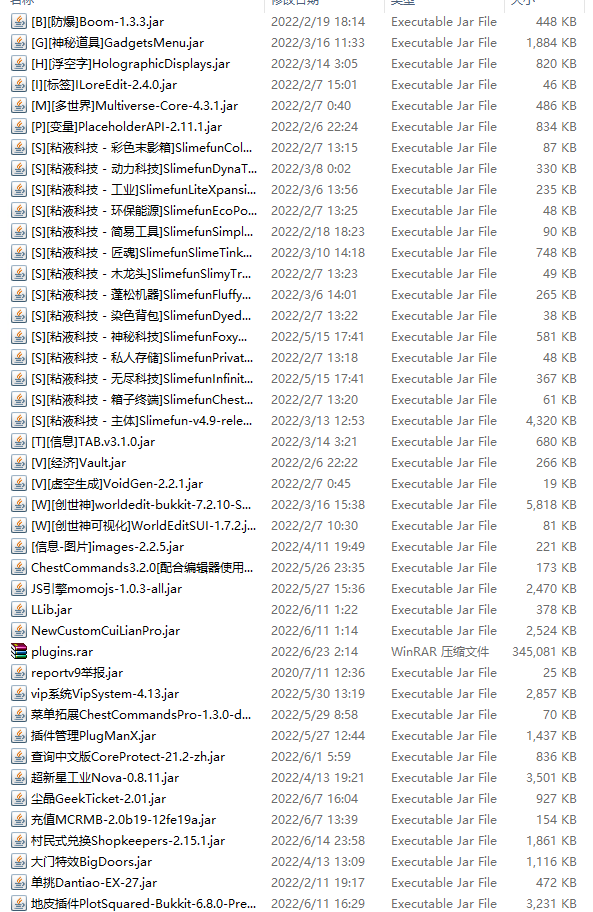 名称 修改日期 类型 大小
[B][防爆]Boom-1.3.3.jar 2022/2/19 18:14 Executable Jar File 448 KB
[G][神秘道具]GadgetsMenu.jar 2022/3/16 11:33 Executable Jar File 1,884 KB
[H][浮空字]HolographicDisplays.jar 2022/3/14 3:05 Executable Jar File 820 KB
[I][标签]ILoreEdit-2.4.0.jar 2022/2/7 15:01 Executable Jar File 46 KB
[M][多世界]Multiverse-Core-4.3.1.jar 2022/2/7 0:40 Executable Jar File 486 KB
[P][变量]PlaceholderAPI-2.11.1.jar 2022/2/6 22:24 Executable Jar File 834 KB
[S][粘液科技 - 彩色末影箱]SlimefunCol... 2022/2/7 13:15 Executable Jar File 87 KB
[S][粘液科技 - 动力科技]SlimefunDynaT... 2022/3/8 0:02 Executable Jar File 330 KB
[S][粘液科技 - 工业]SlimefunLiteXpansi... 2022/3/6 13:56 Executable Jar File 235 KB
[S][粘液科技 - 环保能源]SlimefunEcoPo... 2022/2/7 13:25 Executable Jar File 48 KB
[S][粘液科技 - 简易工具]SlimefunSimpl... 2022/2/18 18:23 Executable Jar File 90 KB
[S][粘液科技 - 匠魂]SlimefunSlimeTink... 2022/3/10 14:18 Executable Jar File 748 KB
[S][粘液科技 - 木龙头]SlimefunSlimyTr... 2022/2/7 13:23 Executable Jar File 49 KB
[S][粘液科技 - 蓬松机器]SlimefunFluffy... 2022/3/6 14:01 Executable Jar File 265 KB
[S][粘液科技 - 染色背包]SlimefunDyed... 2022/2/7 13:22 Executable Jar File 38 KB
[S][粘液科技 - 神秘科技]SlimefunFoxy... 2022/5/15 17:41 Executable Jar File 581 KB
[S][粘液科技 - 私人存储]SlimefunPrivat... 2022/2/7 13:18 Executable Jar File 48 KB
[S][粘液科技 - 无尽科技]SlimefunInfinit... 2022/5/15 17:41 Executable Jar File 367 KB
[S][粘液科技 - 箱子终端]SlimefunChest... 2022/2/7 13:20 Executable Jar File 61 KB
[S][粘液科技 - 主体]Slimefun-v4.9-rele... 2022/3/13 12:53 Executable Jar File 4,320 KB
[T][信息]TAB.v3.1.0.jar 2022/3/14 3:21 Executable Jar File 680 KB
[V][经济]Vault.jar 2022/2/6 22:22 Executable Jar File 266 KB
[V][虚空生成]VoidGen-2.2.1.jar 2022/2/7 0:45 Executable Jar File 19 KB
[W][创世神]worldedit-bukkit-7.2.10-S... 2022/3/16 15:38 Executable Jar File 5,818 KB
[W][创世神可视化]WorldEditSUI-1.7.2.j... 2022/2/7 10:30 Executable Jar File 81 KB
[信息-图片]images-2.2.5.jar 2022/4/11 19:49 Executable Jar File 221 KB
ChestCommands3.2.0[配合编辑器使用... 2022/5/26 23:35 Executable Jar File 173 KB
JS引擎momojs-1.0.3-all.jar 2022/5/27 15:36 Executable Jar File 2,470 KB
LLib.jar 2022/6/11 1:22 Executable Jar File 378 KB
NewCustomCuiLianPro.jar 2022/6/11 1:14 Executable Jar File 2,524 KB
plugins.rar 2022/6/23 2:14 WinRAR 压缩文件 345,081 KB
reportv9举报.jar 2020/7/11 12:36 Executable Jar File 25 KB
vip系统VipSystem-4.13.jar 2022/5/30 13:19 Executable Jar File 2,857 KB
菜单拓展ChestCommandsPro-1.3.0-d... 2022/5/29 8:58 Executable Jar File 70 KB
插件管理PlugManX.jar 2022/5/27 12:44 Executable Jar File 1,437 KB
查询中文版CoreProtect-21.2-zh.jar 2022/6/1 5:59 Executable Jar File 836 KB
超新星工业Nova-0.8.11.jar 2022/4/13 19:21 Executable Jar File 3,501 KB
尘晶GeekTicket-2.01.jar 2022/6/7 16:04 Executable Jar File 927 KB
充值MCRMB-2.0b19-12fe19a.jar 2022/6/7 13:39 Executable Jar File 154 KB
村民式兑换Shopkeepers-2.15.1.jar 2022/6/14 23:58 Executable Jar File 1,861 KB
大门特效BigDoors.jar 2022/4/13 13:09 Executable Jar File 1,116 KB
单挑Dantiao-EX-27.jar 2022/2/11 19:17 Executable Jar File 472 KB
地皮插件PlotSquared-Bukkit-6.8.0-Pre... 2022/6/11 16:29 Executable Jar File 3,231 KB